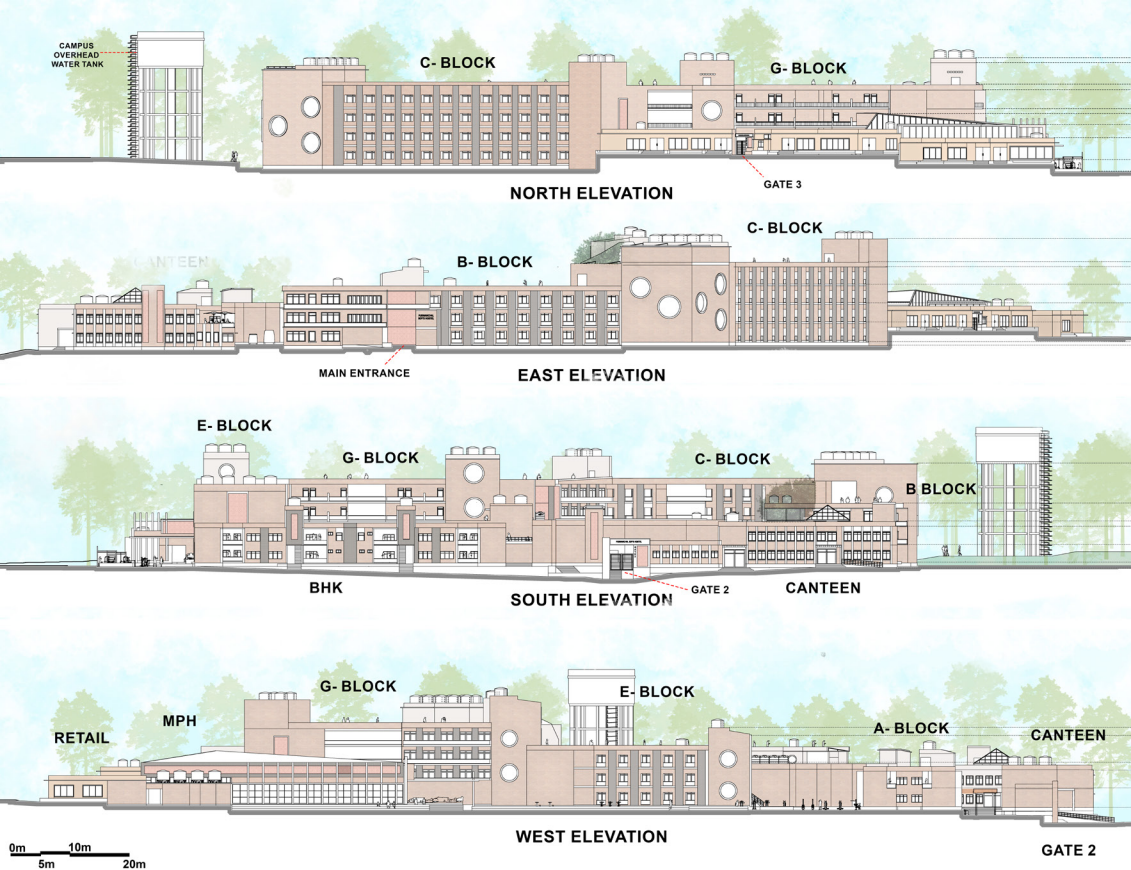 CAMPUS
OVERHEAD
WATER TANK
C- BLOCK
G- BLOCK
GATE 3
NORTH ELEVATION
CANTEEN
B- BLOCK
C- BLOCK
MAIN ENTRANCE
EAST ELEVATION
E- BLOCK
G- BLOCK
C- BLOCK
B BLOCK
BHK
GATE 2
CANTEEN
SOUTH ELEVATION
RETAIL
MPH
G- BLOCK
E- BLOCK
A- BLOCK
CANTEEN
WEST ELEVATION
GATE 2
0m 10m
5m 20m